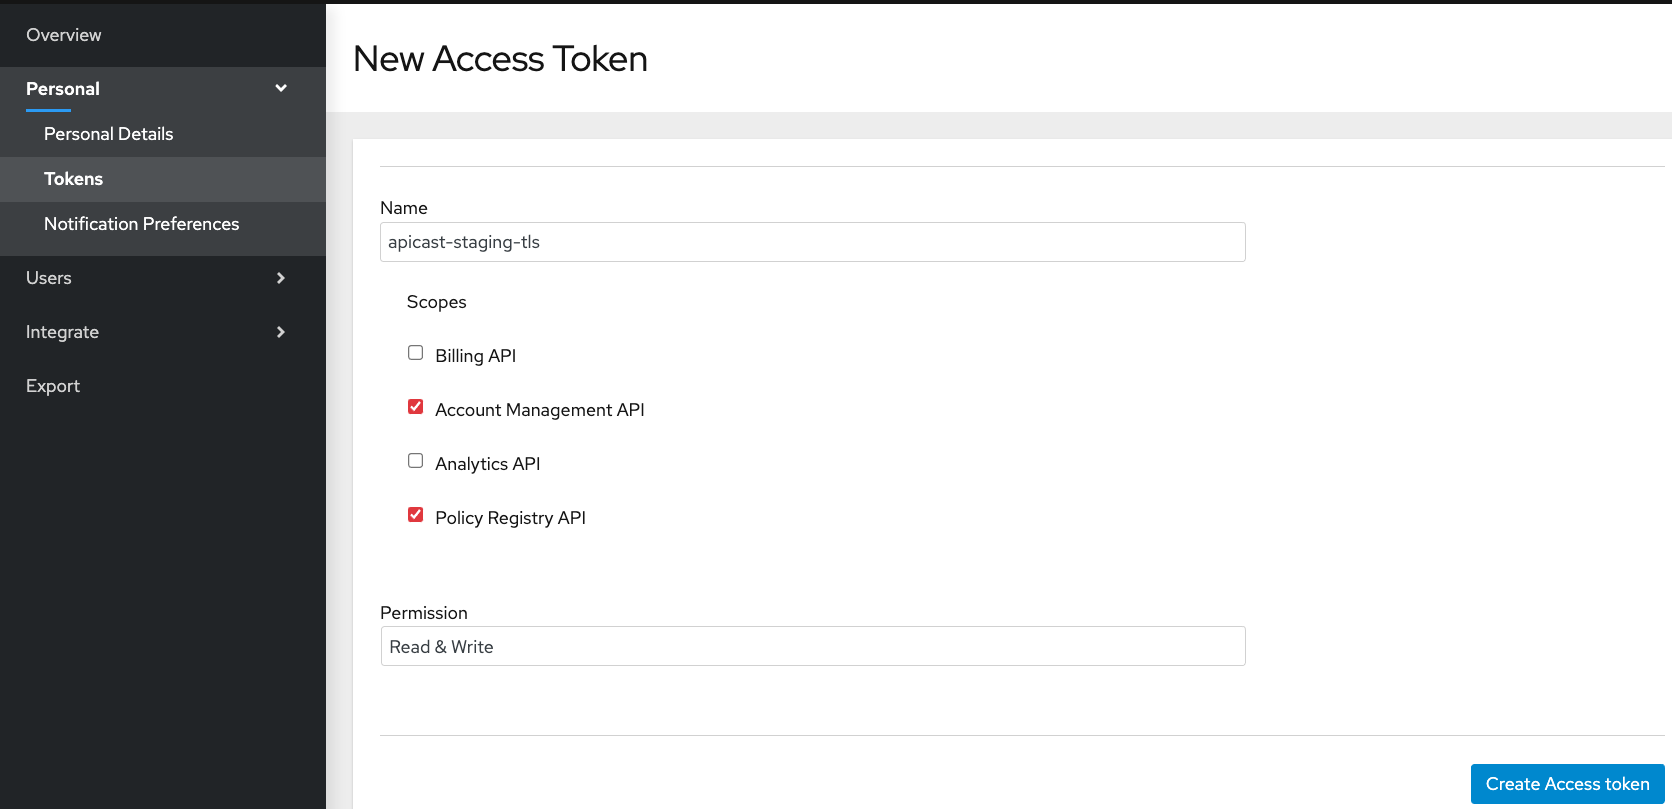 Overview
Personal
Personal Details
Tokens
Notification Preferences
Users
Integrate
Export
New Access Token
Name
apicast-staging-tls
Scopes
Billing API
Account Management API
Analytics API
Policy Registry API
Permission
Read & Write
Create Access token